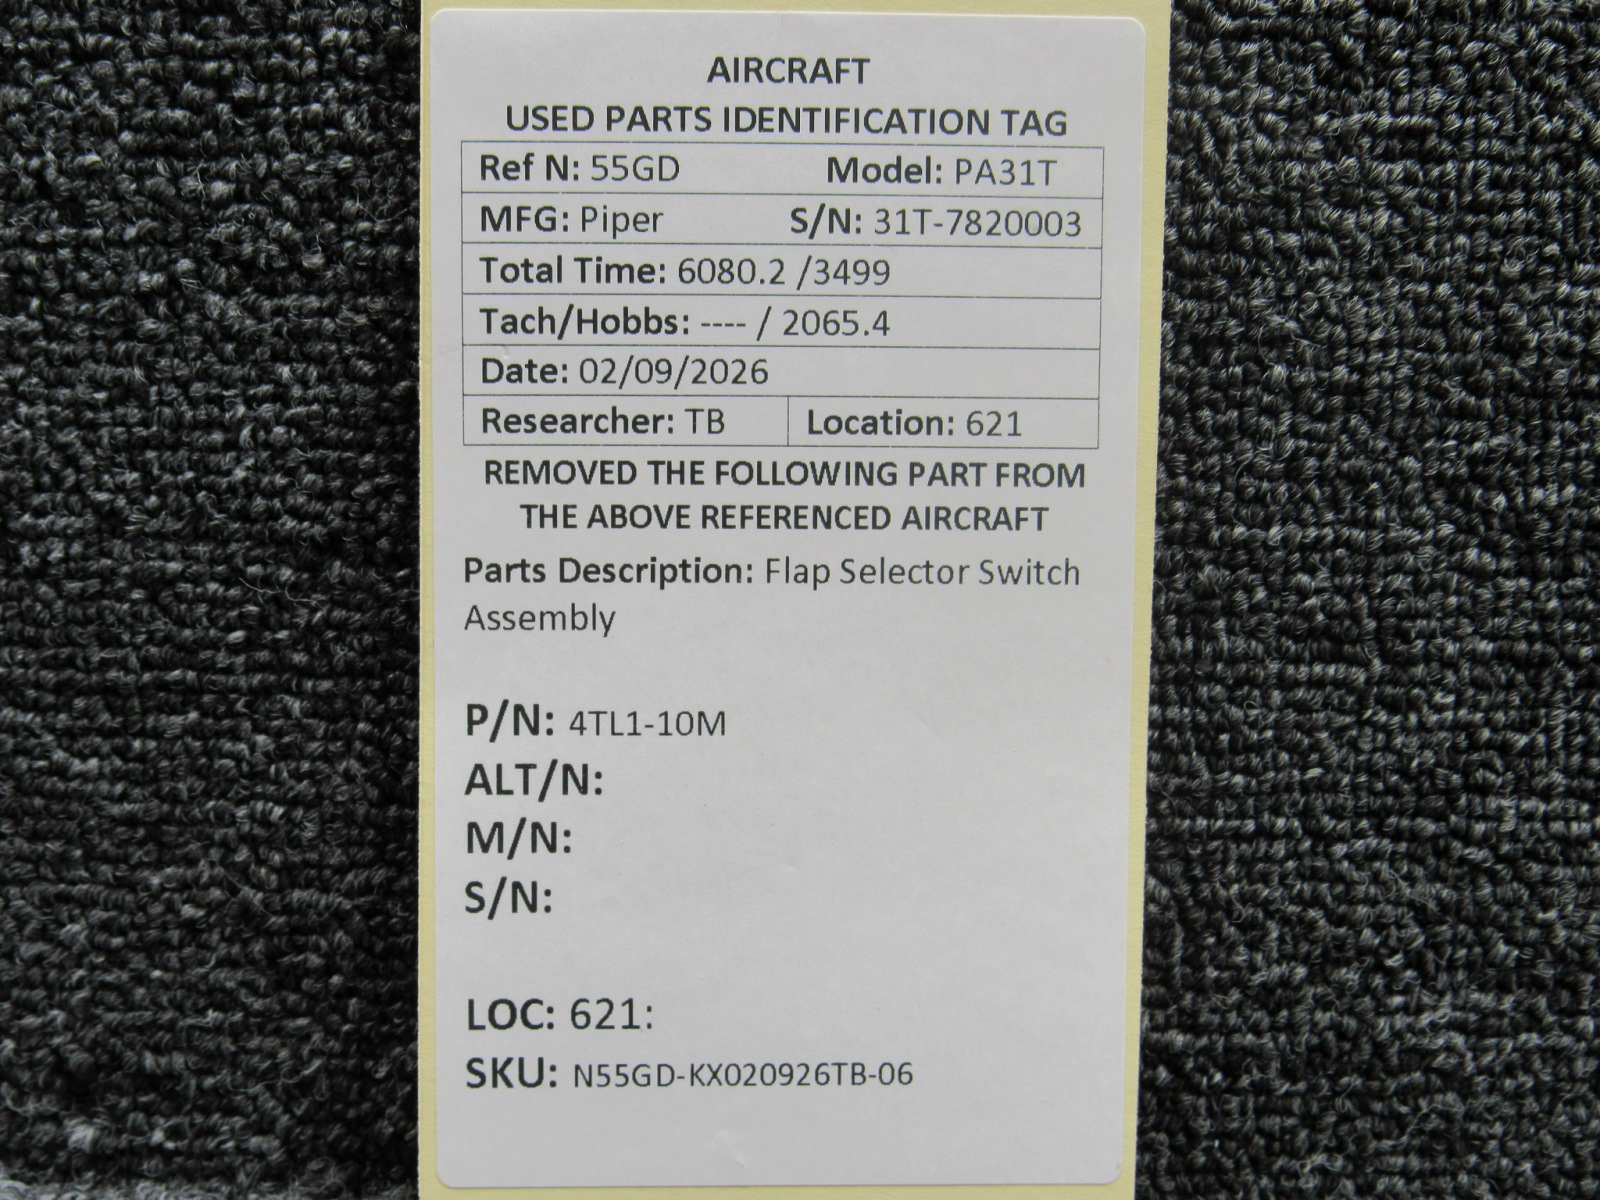 AIRCRAFT
USED PARTS IDENTIFICATION TAG
Ref N: 55GD Model: PA31T
MFG: Piper S/N: 31T-7820003
Total Time: 6080.2 /3499
Tach/Hobbs: ---- / 2065.4
Date: 02/09/2026
Researcher: TB Location: 621
REMOVED THE FOLLOWING PART FROM
THE ABOVE REFERENCED AIRCRAFT
Parts Description: Flap Selector Switch
Assembly
P/N: 4TL1-10M
ALT/N:
M/N:
S/N:
LOC: 621:
SKU: N55GD-KX020926TB-06